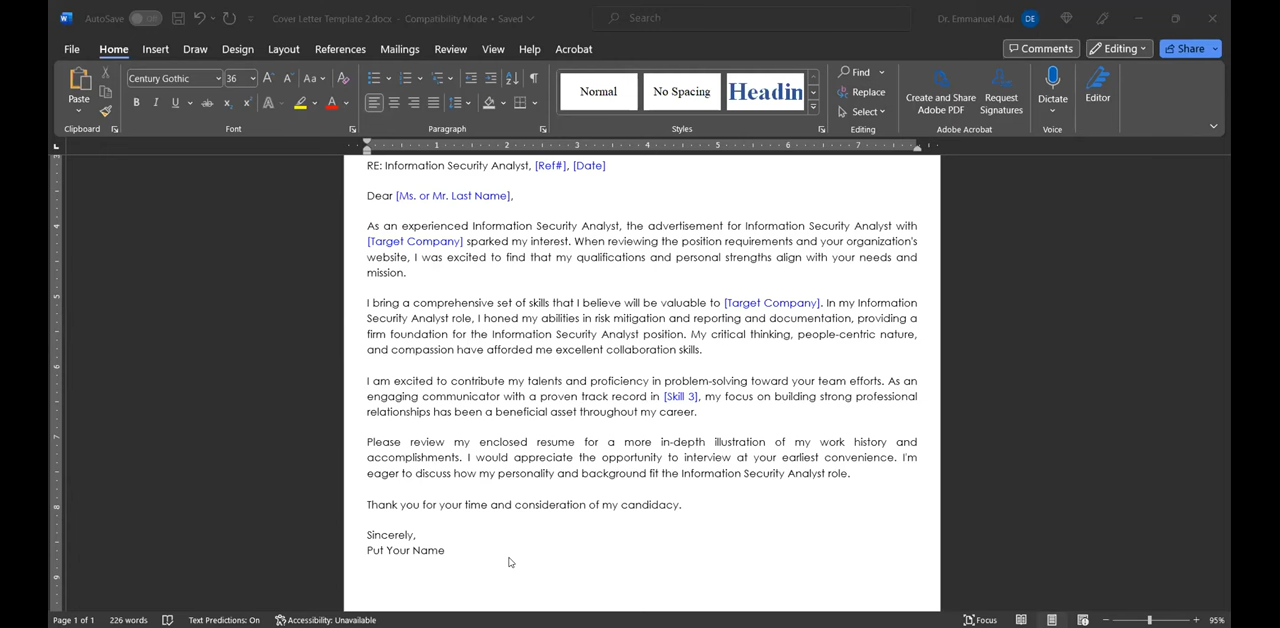 AutoSave Off Cover Letter Template 2.docx - Compatibility Mode • Saved Search Dr. Emmanuel Adu DE
File Home Insert Draw Design Layout References Mailings Review View Help Acrobat Comments Editing Share
Paste
Clipboard
Century Gothic 36
Aa
B I U ab x₂ x² A A
Font
Paragraph
Normal No Spacing Headin
Styles
Find
Replace
Select
Editing
Create and Share
Adobe PDF
Request
Signatures
Adobe Acrobat
Dictate
Voice
Editor
1 2 3 4 5 6 7
RE: Information Security Analyst, [Ref#], [Date]
Dear [Ms. or Mr. Last Name],
As an experienced Information Security Analyst, the advertisement for Information Security Analyst with
[Target Company] sparked my interest. When reviewing the position requirements and your organization's
website, I was excited to find that my qualifications and personal strengths align with your needs and
mission.
I bring a comprehensive set of skills that I believe will be valuable to [Target Company]. In my Information
Security Analyst role, I honed my abilities in risk mitigation and reporting and documentation, providing a
firm foundation for the Information Security Analyst position. My critical thinking, people-centric nature,
and compassion have afforded me excellent collaboration skills.
I am excited to contribute my talents and proficiency in problem-solving toward your team efforts. As an
engaging communicator with a proven track record in [Skill 3], my focus on building strong professional
relationships has been a beneficial asset throughout my career.
Please review my enclosed resume for a more in-depth illustration of my work history and
accomplishments. I would appreciate the opportunity to interview at your earliest convenience. I'm
eager to discuss how my personality and background fit the Information Security Analyst role.
Thank you for your time and consideration of my candidacy.
Sincerely,
Put Your Name
Page 1 of 1 226 words Text Predictions: On Accessibility: Unavailable Focus 95%